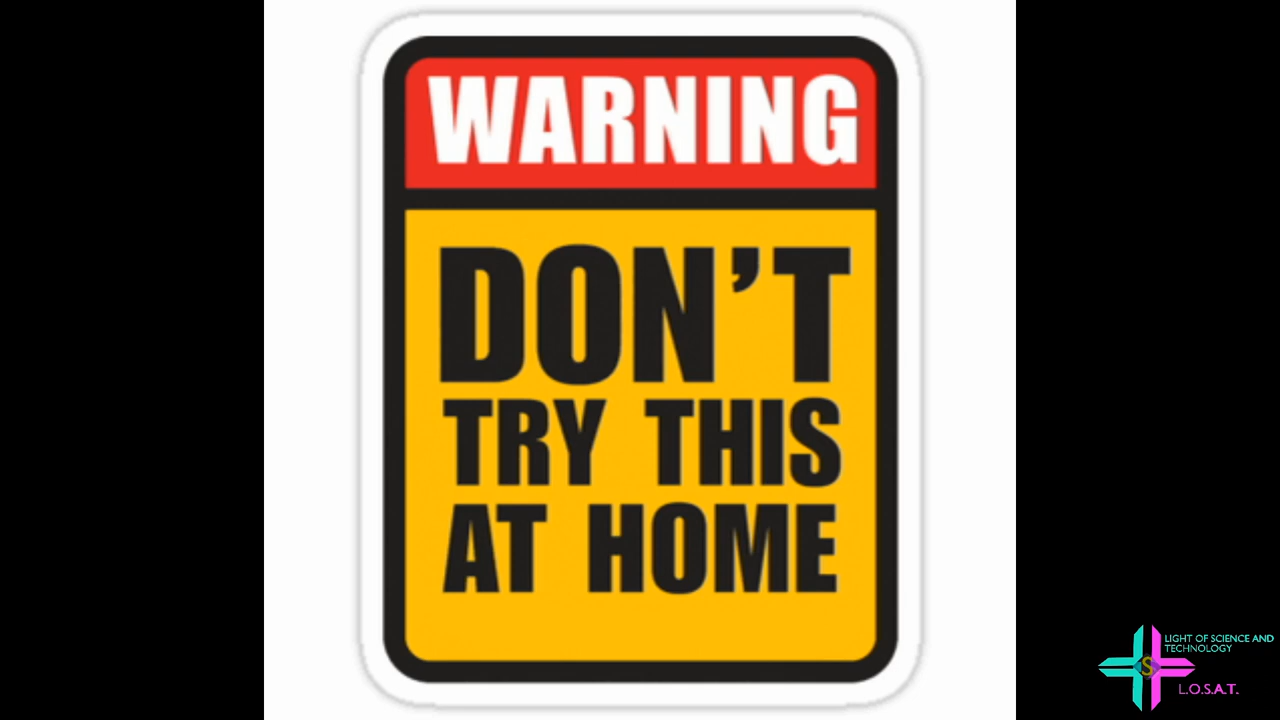 WARNING
DON’T
TRY THIS
AT HOME
LIGHT OF SCIENCE AND
TECHNOLOGY
S
L.O.S.A.T.